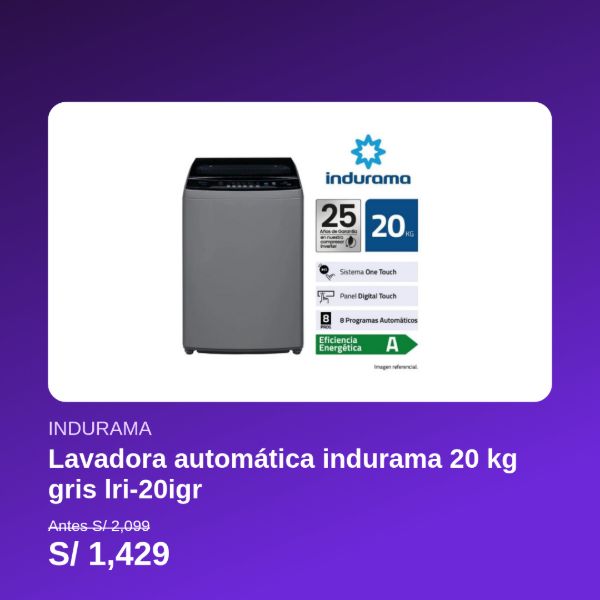 indurama
25
Años de Garantía
en nuestro
compresor
Inverter
20 KG
Sistema One Touch
Panel Digital Touch
8
PROG
8 Programas Automáticos
Eficiencia
Energética
A
Imagen referencial.
INDURAMA
Lavadora automática indurama 20 kg
gris lri-20igr
Antes S/ 2,099
S/ 1,429